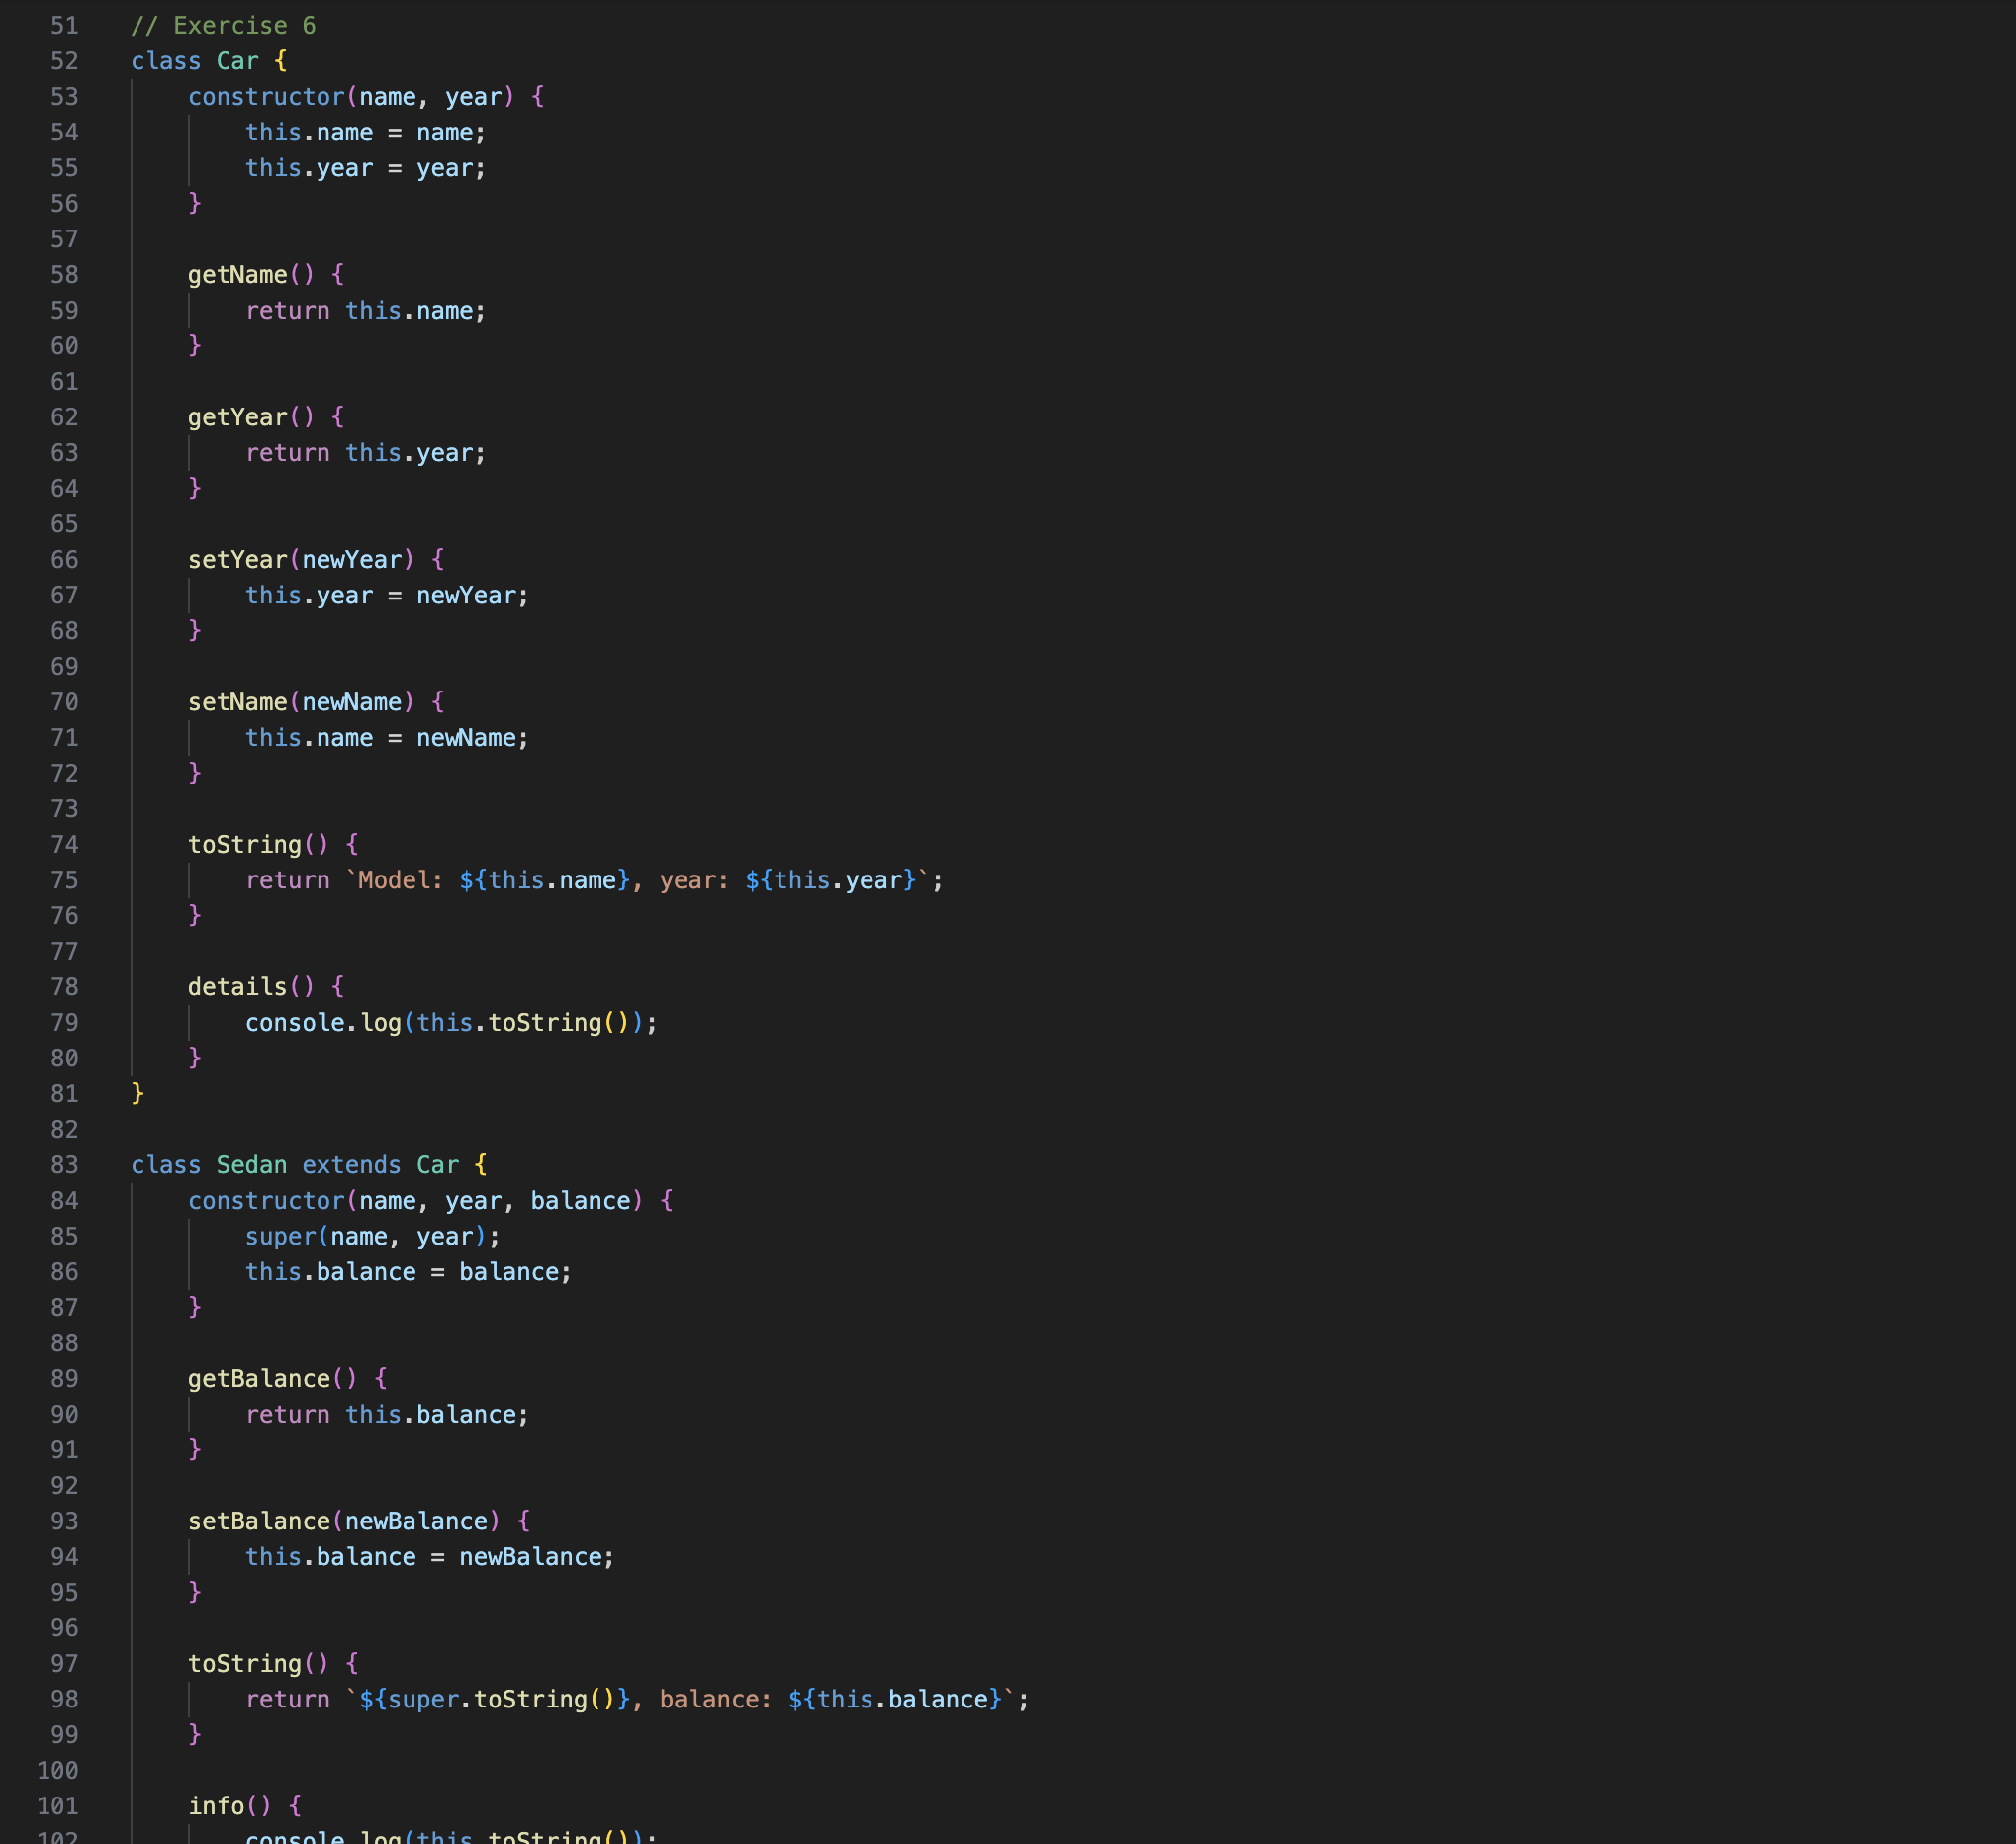 51 // Exercise 6
52 class Car {
53     constructor(name, year) {
54         this.name = name;
55         this.year = year;
56     }
57
58     getName() {
59         return this.name;
60     }
61
62     getYear() {
63         return this.year;
64     }
65
66     setYear(newYear) {
67         this.year = newYear;
68     }
69
70     setName(newName) {
71         this.name = newName;
72     }
73
74     toString() {
75         return `Model: ${this.name}, year: ${this.year}`;
76     }
77
78     details() {
79         console.log(this.toString());
80     }
81 }
82
83 class Sedan extends Car {
84     constructor(name, year, balance) {
85         super(name, year);
86         this.balance = balance;
87     }
88
89     getBalance() {
90         return this.balance;
91     }
92
93     setBalance(newBalance) {
94         this.balance = newBalance;
95     }
96
97     toString() {
98         return `${super.toString()}, balance: ${this.balance}`;
99     }
100
101     info() {
102         console.log(this.toString());